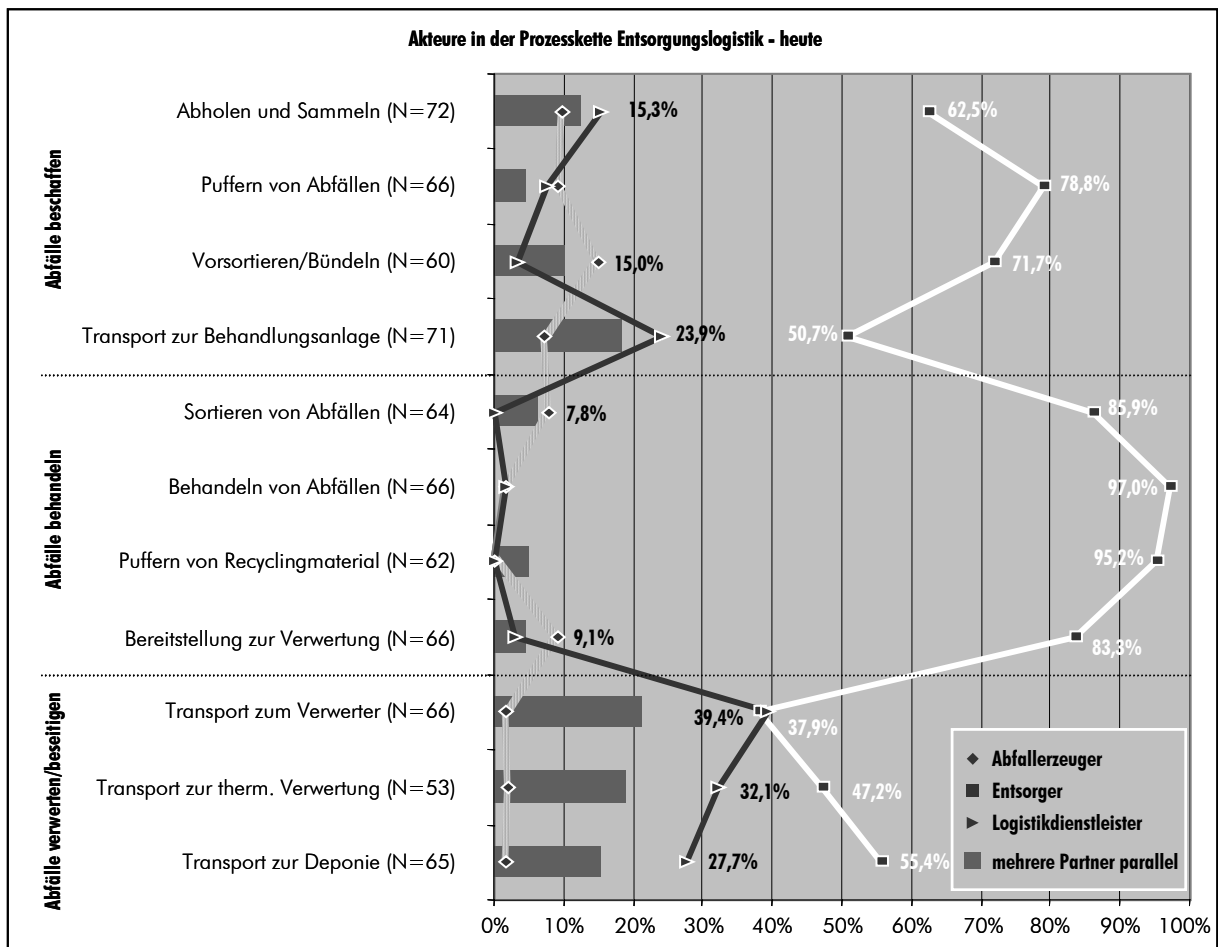 Akteure in der Prozesskette Entsorgungslogistik - heute
Abfälle beschaffen
Abholen und Sammeln (N=72)
15,3%
62,5%
Puffern von Abfällen (N=66)
78,8%
Vorsortieren/Bündeln (N=60)
15,0%
71,7%
Transport zur Behandlungsanlage (N=71)
23,9%
50,7%
Abfälle behandeln
Sortieren von Abfällen (N=64)
7,8%
85,9%
Behandeln von Abfällen (N=66)
97,0%
Puffern von Recyclingmaterial (N=62)
95,2%
Bereitstellung zur Verwertung (N=66)
9,1%
83,3%
Abfälle verwerten/beseitigen
Transport zum Verwerter (N=66)
39,4%
37,9%
Transport zur therm. Verwertung (N=53)
32,1%
47,2%
Transport zur Deponie (N=65)
27,7%
55,4%
Abfallerzeuger
Entsorger
Logistikdienstleister
mehrere Partner parallel
0% 10% 20% 30% 40% 50% 60% 70% 80% 90% 100%